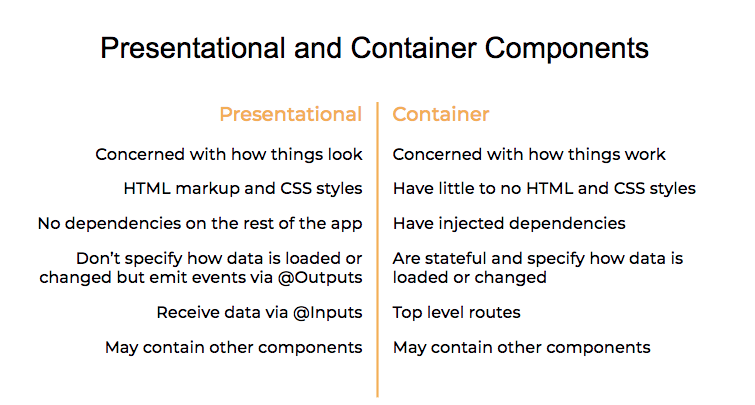 Presentational and Container Components
Presentational
Container
Concerned with how things look
Concerned with how things work
HTML markup and CSS styles
Have little to no HTML and CSS styles
No dependencies on the rest of the app
Have injected dependencies
Don’t specify how data is loaded or
changed but emit events via @Outputs
Are stateful and specify how data is
loaded or changed
Receive data via @Inputs
Top level routes
May contain other components
May contain other components